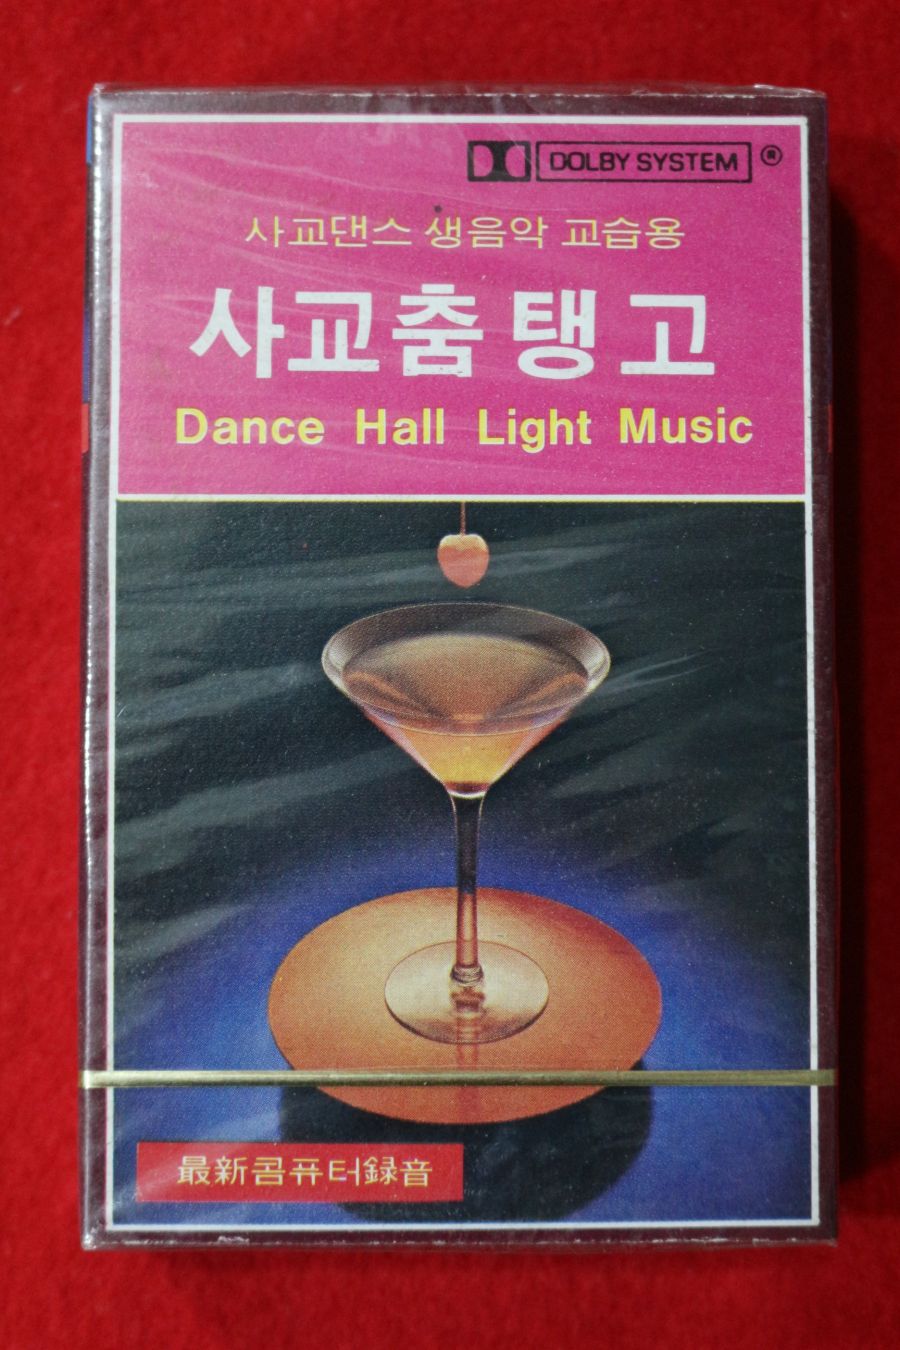 DOLBY SYSTEM ®
사교댄스 생음악 교습용
사교춤 탱고
Dance Hall Light Music
最新콤퓨터録音